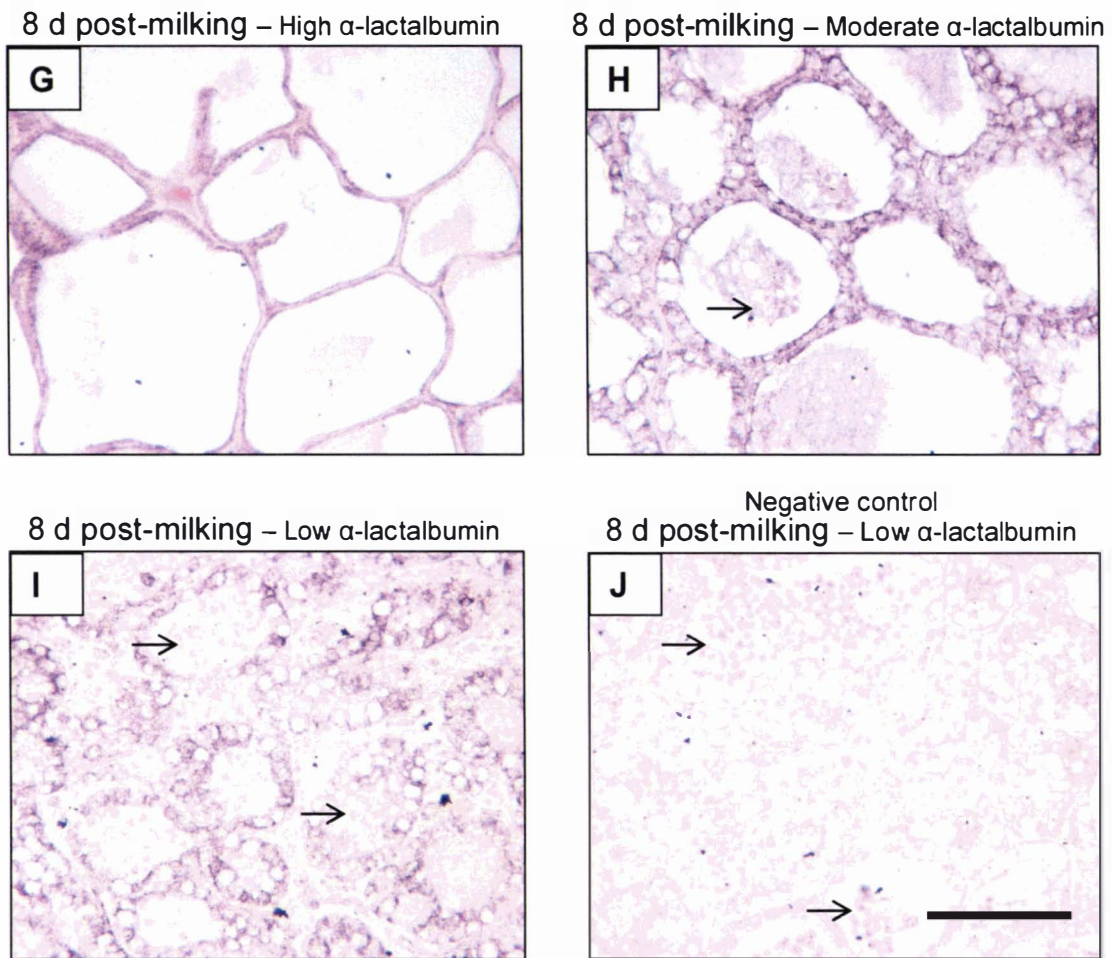 8 d post-milking – High α-lactalbumin
8 d post-milking – Moderate α-lactalbumin
G
H
8 d post-milking – Low α-lactalbumin
Negative control
8 d post-milking – Low α-lactalbumin
I
J